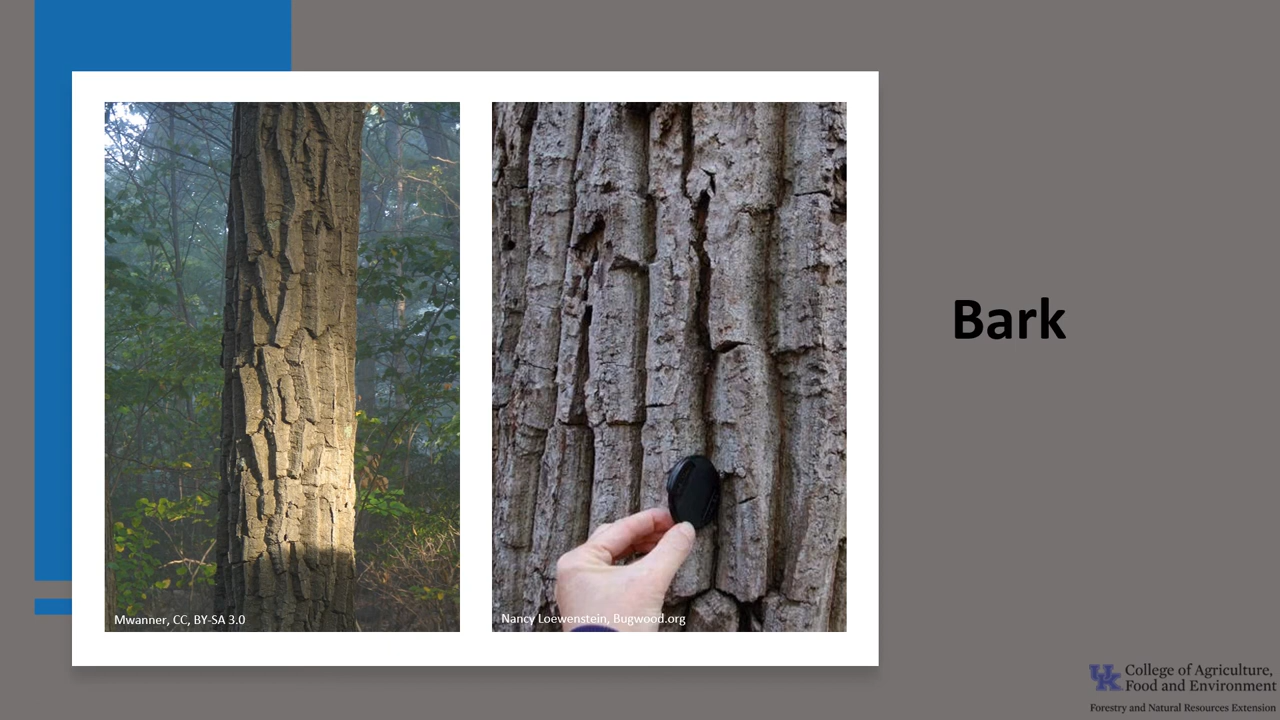 Bark
Mwanner, CC, BY-SA 3.0
Nancy Loewenstein, Bugwood.org
UK
College of Agriculture,
Food and Environment
Forestry and Natural Resources Extension